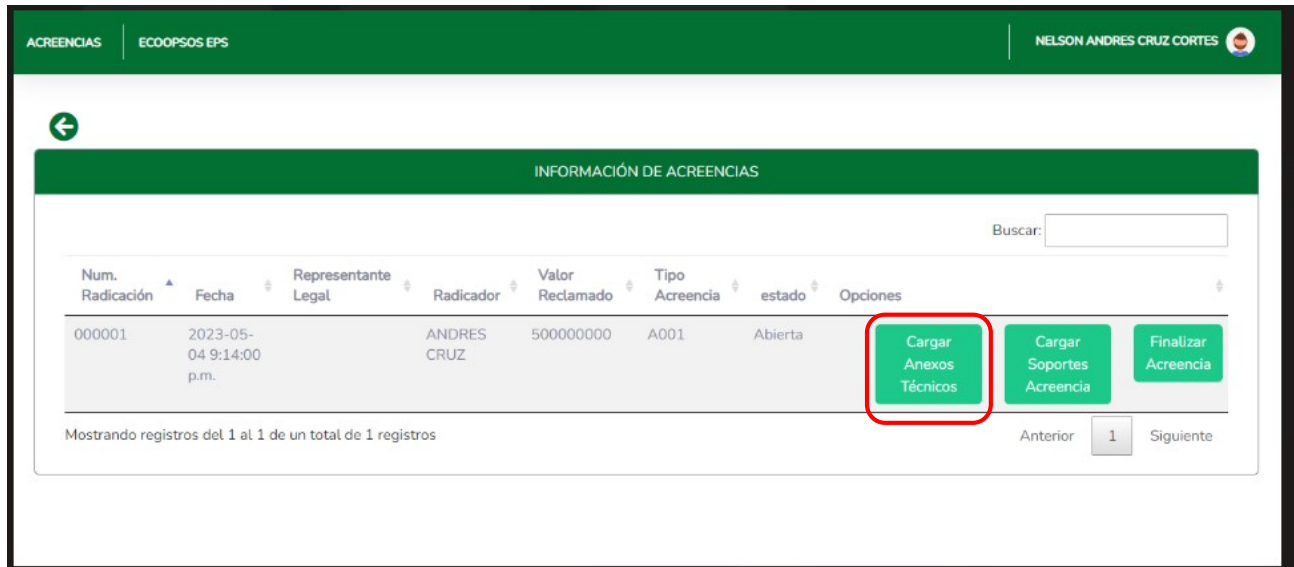 ACREENCIAS ECOOPSOS EPS NELSON ANDRES CRUZ CORTES
INFORMACIÓN DE ACREENCIAS
Buscar:
Num. Radicación Fecha Representante Legal Radicador Valor Reclamado Tipo Acreencia estado Opciones
000001 2023-05-04 9:14:00 p.m. ANDRES CRUZ 500000000 A001 Abierta Cargar Anexos Técnicos Cargar Soportes Acreencia Finalizar Acreencia
Mostrando registros del 1 al 1 de un total de 1 registros Anterior 1 Siguiente